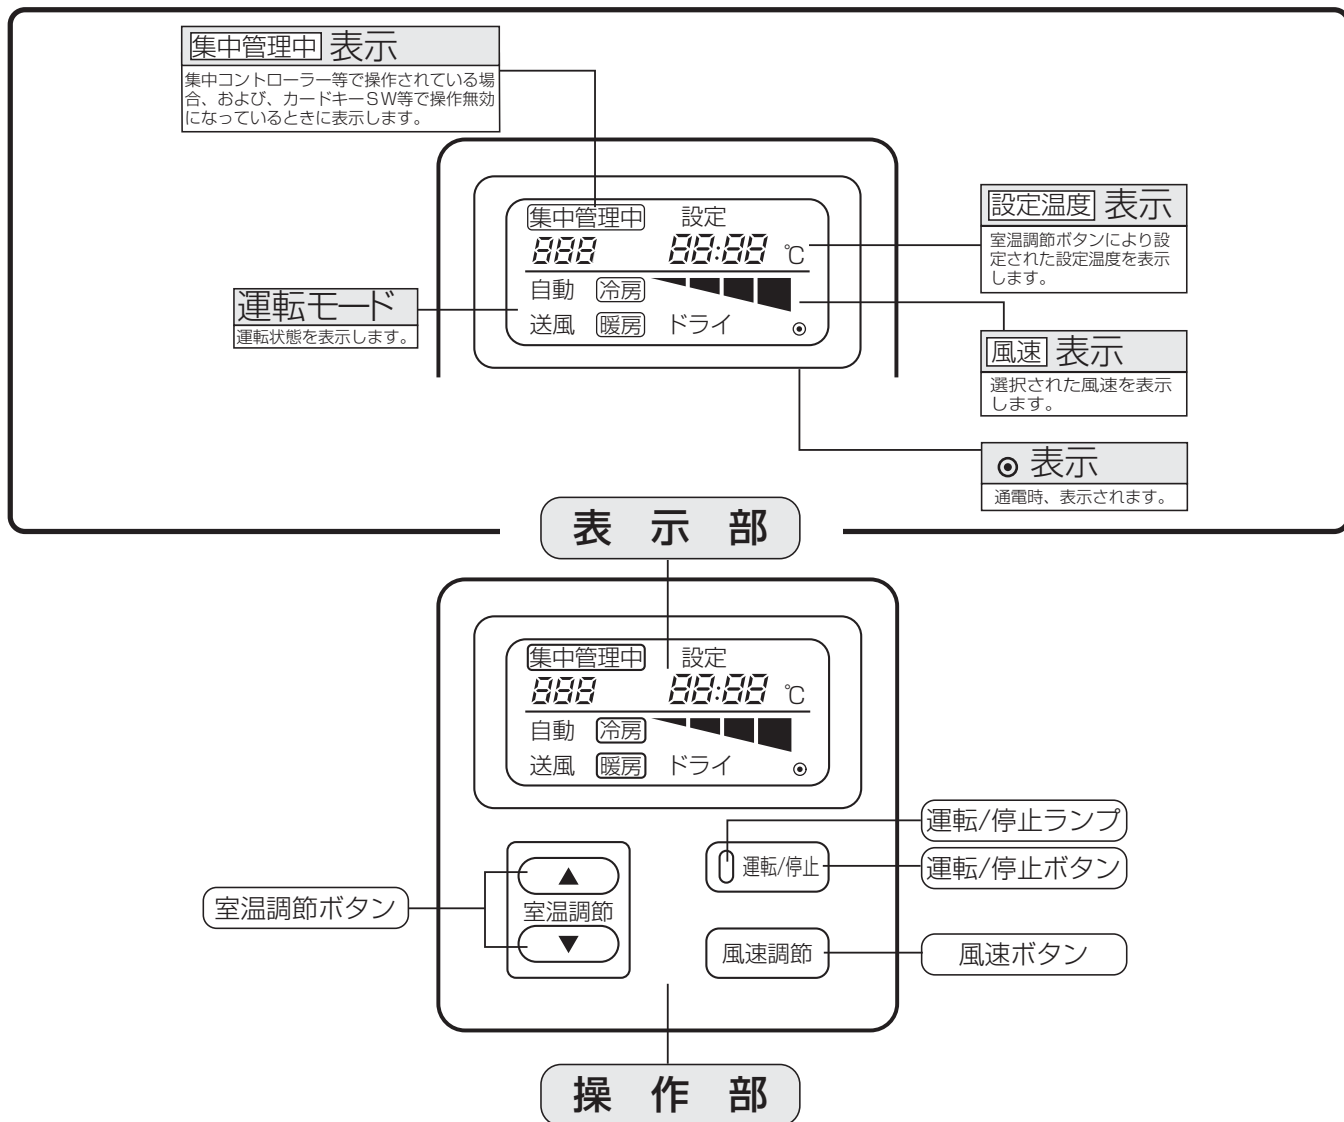 集中管理中 表示
集中コントローラー等で操作されている場
合、および、カードキーSW等で操作無効
になっているときに表示します。
集中管理中 設定
888 88:88 ℃
自動 冷房
送風 暖房 ドライ
運転モード
運転状態を表示します。
設定温度 表示
室温調節ボタンにより設
定された設定温度を表示
します。
風速 表示
選択された風速を表示
します。
⦿ 表示
通電時、表示されます。
表 示 部
集中管理中 設定
888 88:88 ℃
自動 冷房
送風 暖房 ドライ
運転/停止ランプ
運転/停止
運転/停止ボタン
室温調節ボタン
▲
室温調節
▼
風速調節
風速ボタン
操 作 部